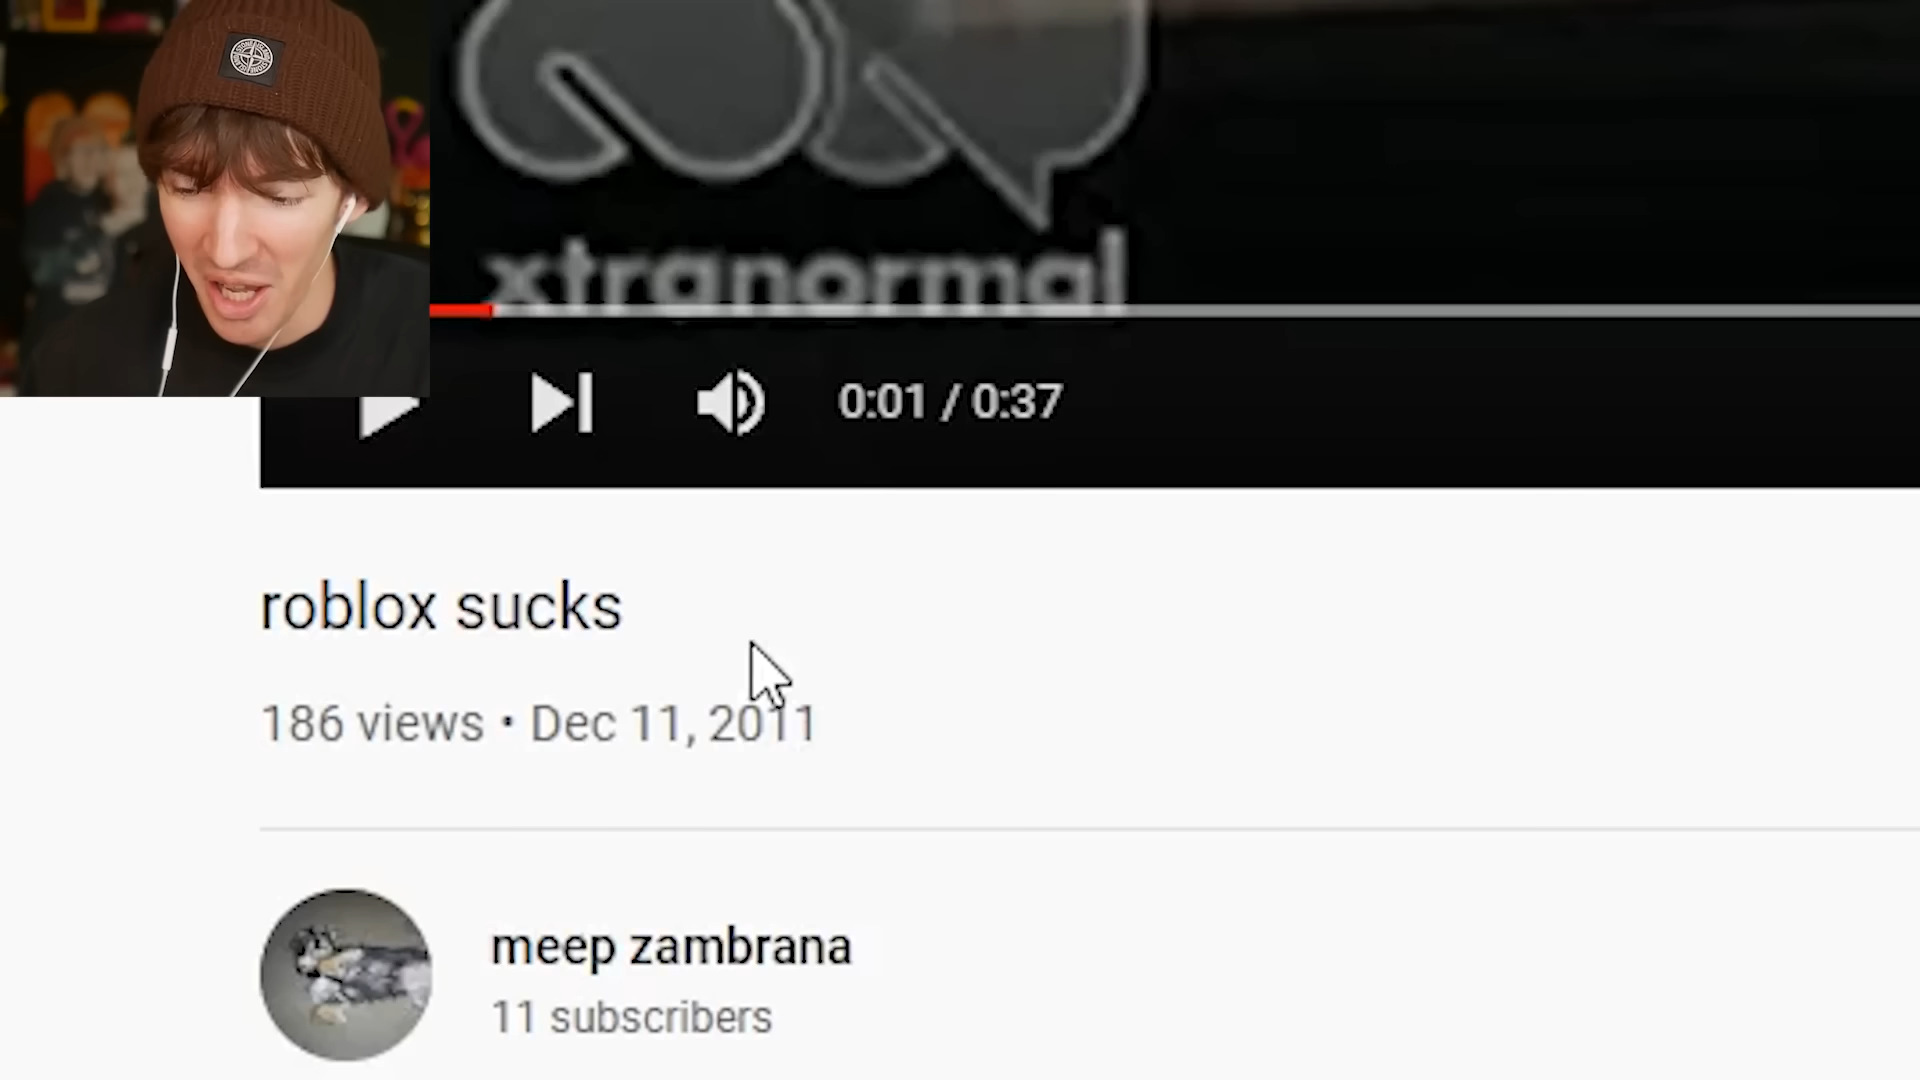 xtranormal
0:01 / 0:37
roblox sucks
186 views • Dec 11, 2011
meep zambrana
11 subscribers